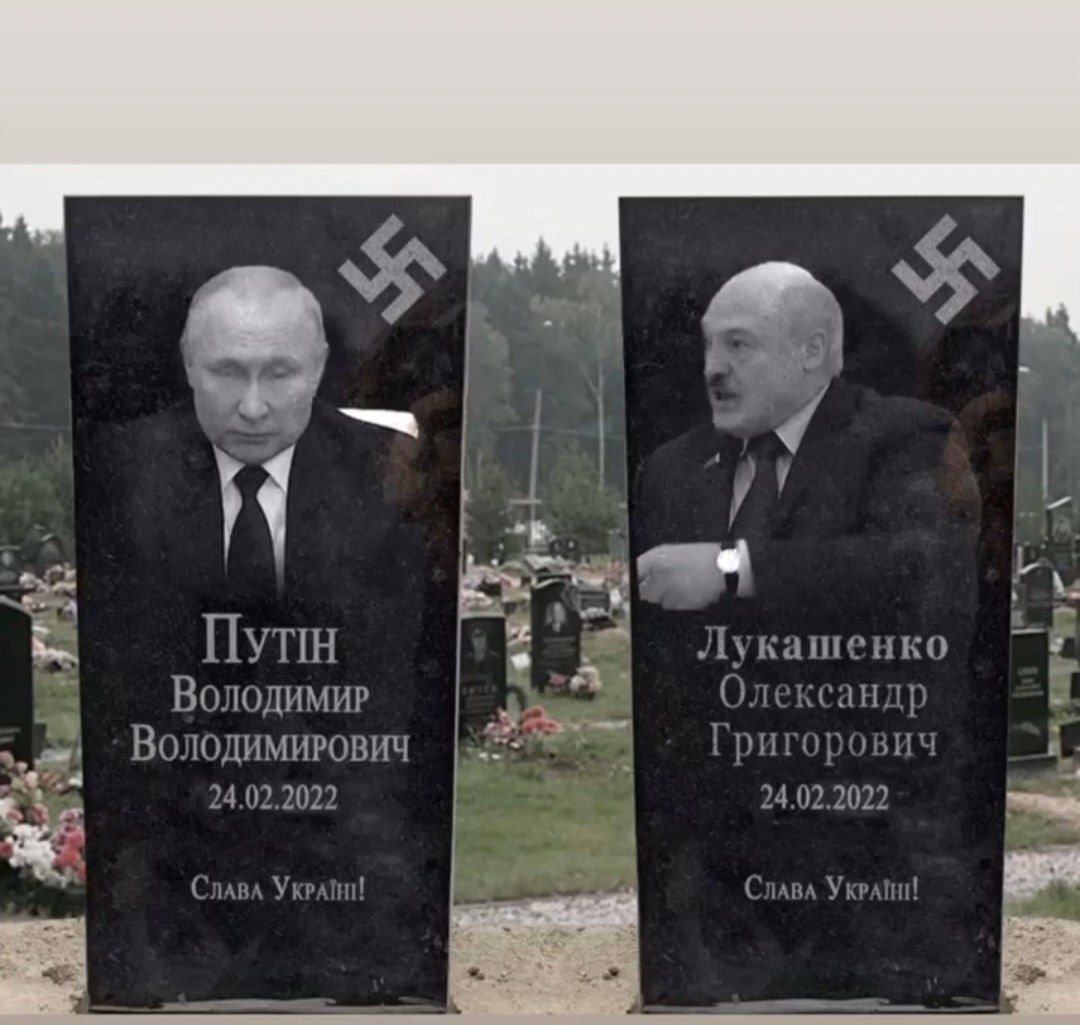 Путін
Володимир
Володимирович
24.02.2022
Слава Україні!
Лукашенко
Олександр
Григорович
24.02.2022
Слава Україні!